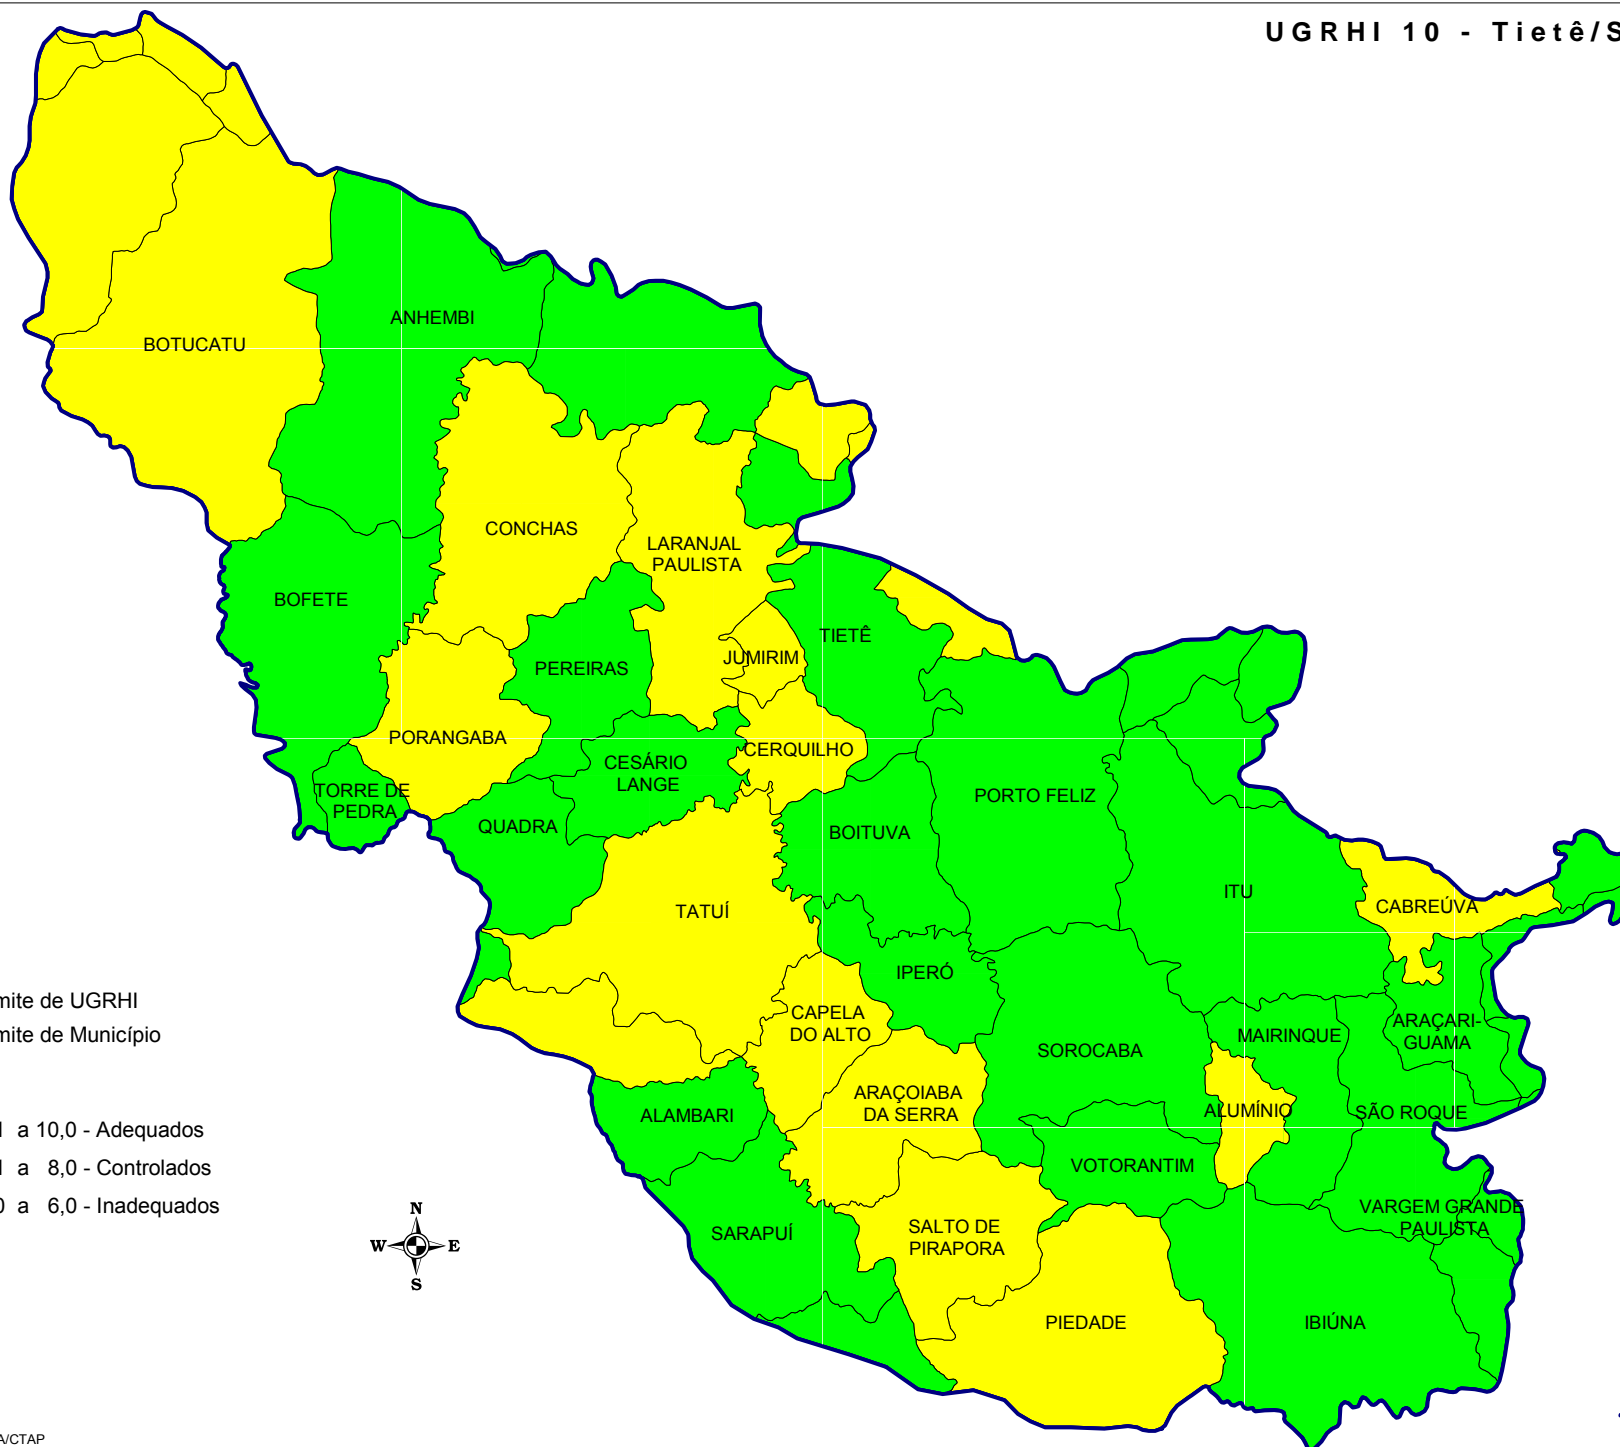 UGRHI 10 - Tietê/S
ANHEMBI
BOTUCATU
CONCHAS
LARANJAL
PAULISTA
BOFETE
TIETÊ
JUMIRIM
PEREIRAS
PORANGABA
CERQUILHO
CESÁRIO
LANGE
TORRE DE
PEDRA
PORTO FELIZ
QUADRA
BOITUVA
ITU
CABREÚVA
TATUÍ
IPERÓ
mite de UGRHI
mite de Município
CAPELA
DO ALTO
ARAÇARI-
GUAMA
MAIRINQUE
SOROCABA
ARAÇOIABA
DA SERRA
ALUMÍNIO
SÃO ROQUE
ALAMBARI
a 10,0 - Adequados
a 8,0 - Controlados
a 6,0 - Inadequados
VOTORANTIM
VARGEM GRANDE
PAULISTA
N
W E
S
SARAPUÍ
SALTO DE
PIRAPORA
PIEDADE
IBIÚNA
A/CTAP